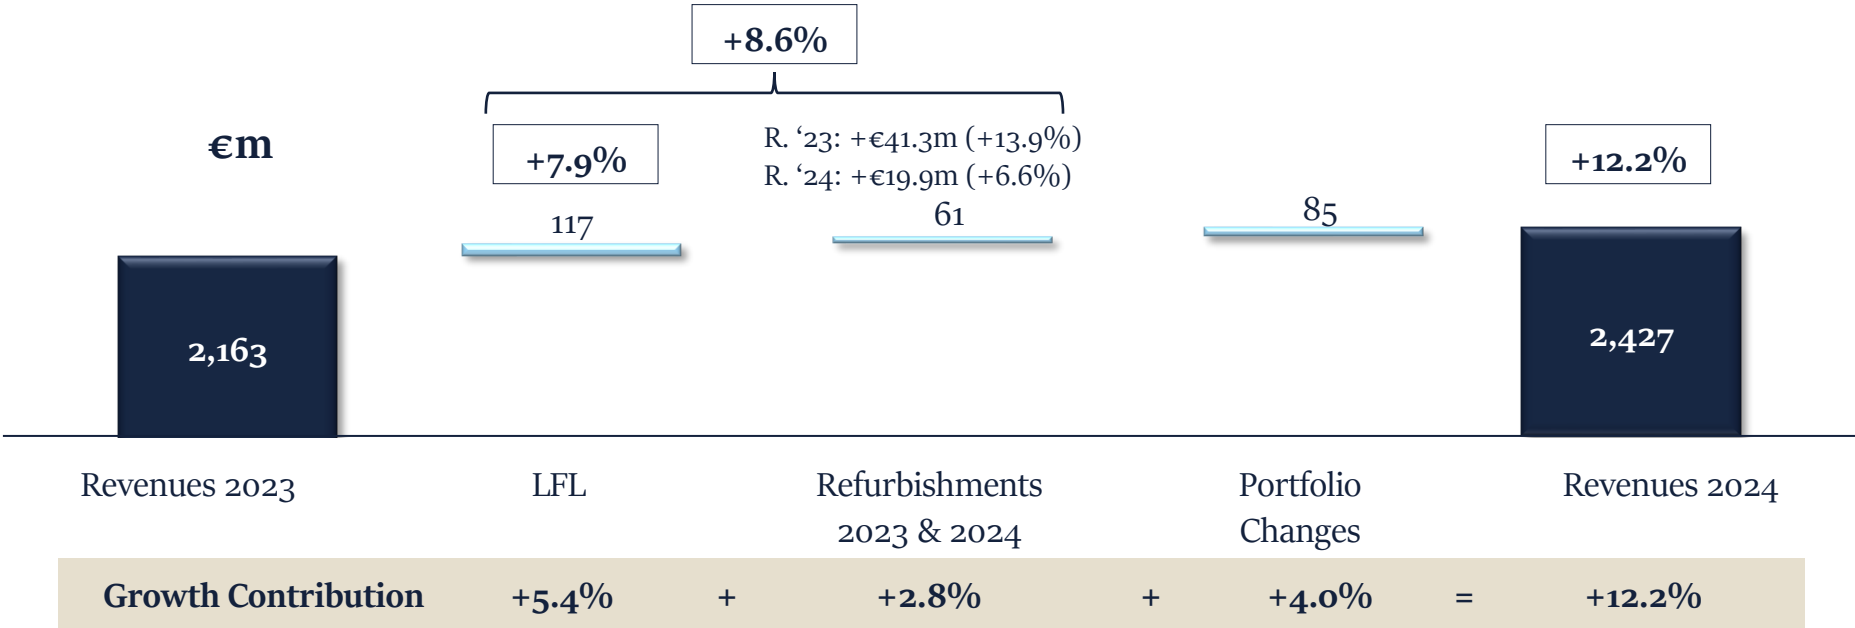 +8.6%
€m
+7.9%
R. ‘23: +€41.3m (+13.9%)
R. ‘24: +€19.9m (+6.6%)
+12.2%
117
61
85
2,163
2,427
Revenues 2023
LFL
Refurbishments
2023 & 2024
Portfolio
Changes
Revenues 2024
Growth Contribution +5.4% + +2.8% + +4.0% = +12.2%